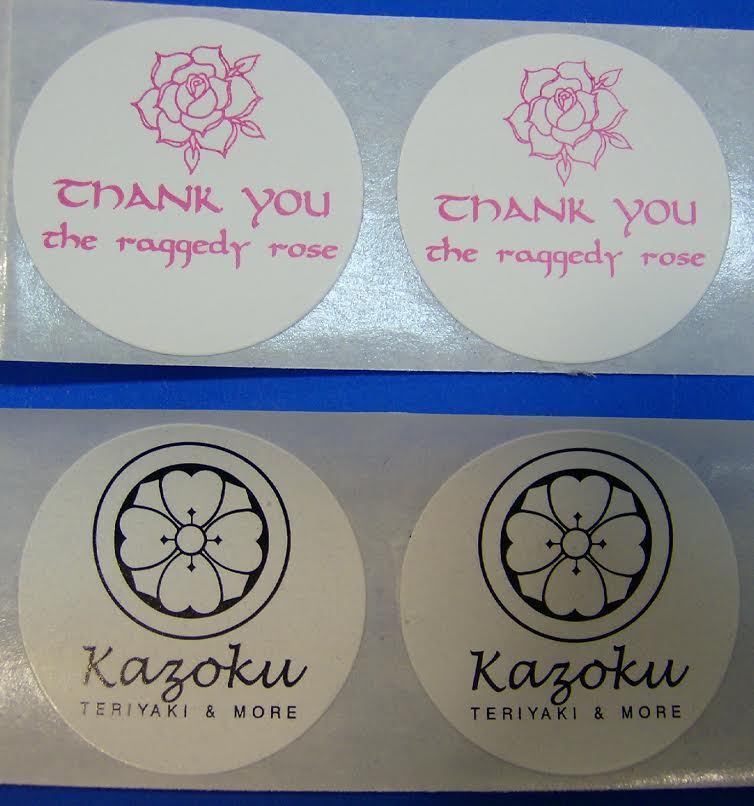 THANK YOU
the raggedy rose
THANK YOU
the raggedy rose
Kazoku
TERIYAKI & MORE
Kazoku
TERIYAKI & MORE